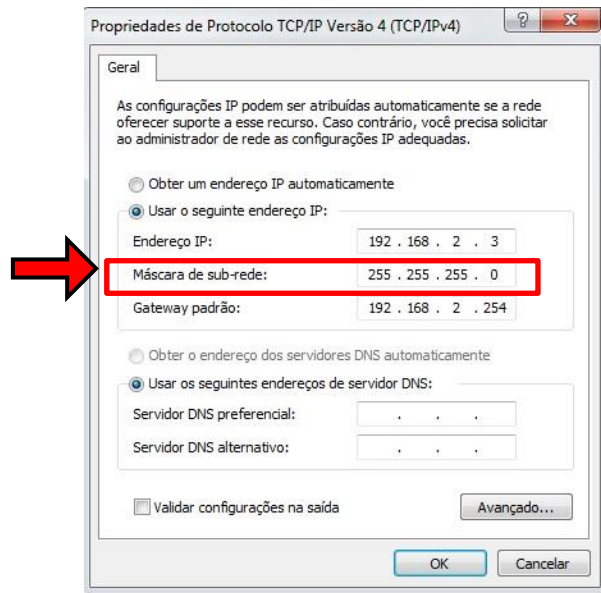 Propriedades de Protocolo TCP/IP Versão 4 (TCP/IPv4)
Geral
As configurações IP podem ser atribuídas automaticamente se a rede
oferecer suporte a esse recurso. Caso contrário, você precisa solicitar
ao administrador de rede as configurações IP adequadas.
Obter um endereço IP automaticamente
Usar o seguinte endereço IP:
Endereço IP: 192 . 168 . 2 . 3
Máscara de sub-rede: 255 . 255 . 255 . 0
Gateway padrão: 192 . 168 . 2 . 254
Obter o endereço dos servidores DNS automaticamente
Usar os seguintes endereços de servidor DNS:
Servidor DNS preferencial: . . .
Servidor DNS alternativo: . . .
Validar configurações na saída Avançado...
OK Cancelar